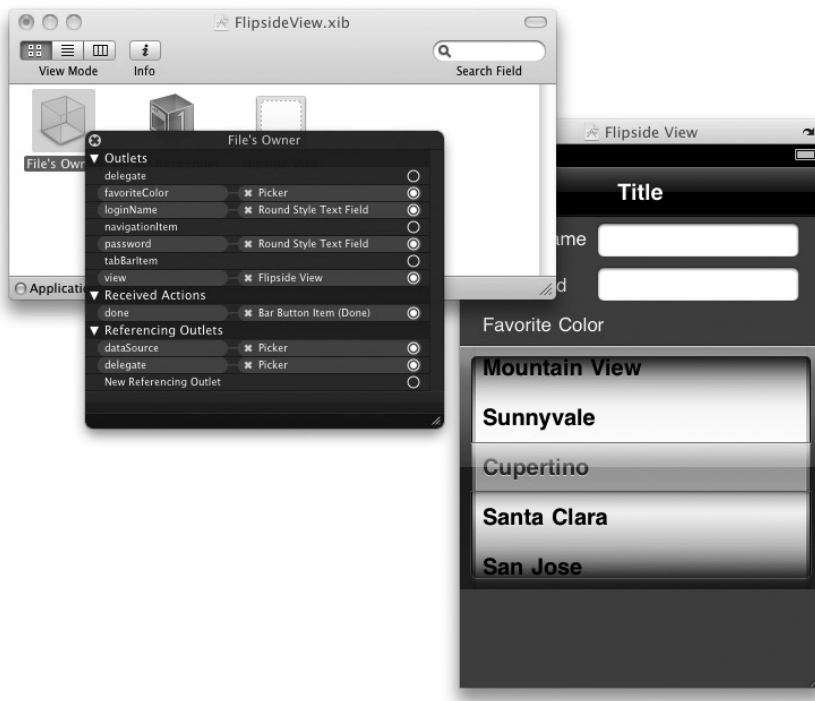 FlipsideView.xib
View Mode
Info
Search Field
File's Own
Applicati
File's Owner
Outlets
delegate
favoriteColor Picker
loginName Round Style Text Field
navigationItem
password Round Style Text Field
tabBarItem
view Flipside View
Received Actions
done Bar Button Item (Done)
Referencing Outlets
dataSource Picker
delegate Picker
New Referencing Outlet
Flipside View
Title
ame
d
Favorite Color
Mountain View
Sunnyvale
Cupertino
Santa Clara
San Jose